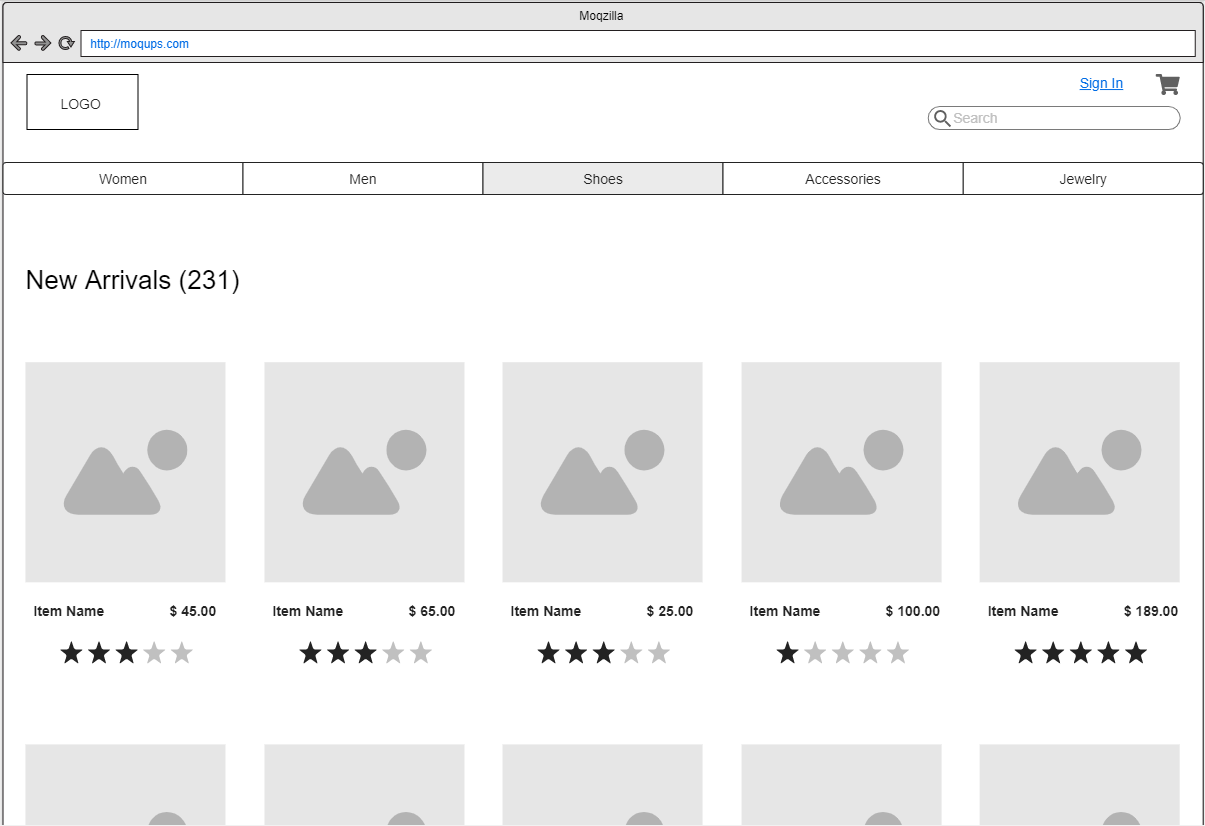 Moqzilla
http://moqups.com
LOGO
Sign In
Search
Women Men Shoes Accessories Jewelry
New Arrivals (231)
Item Name $ 45.00 Item Name $ 65.00 Item Name $ 25.00 Item Name $ 100.00 Item Name $ 189.00